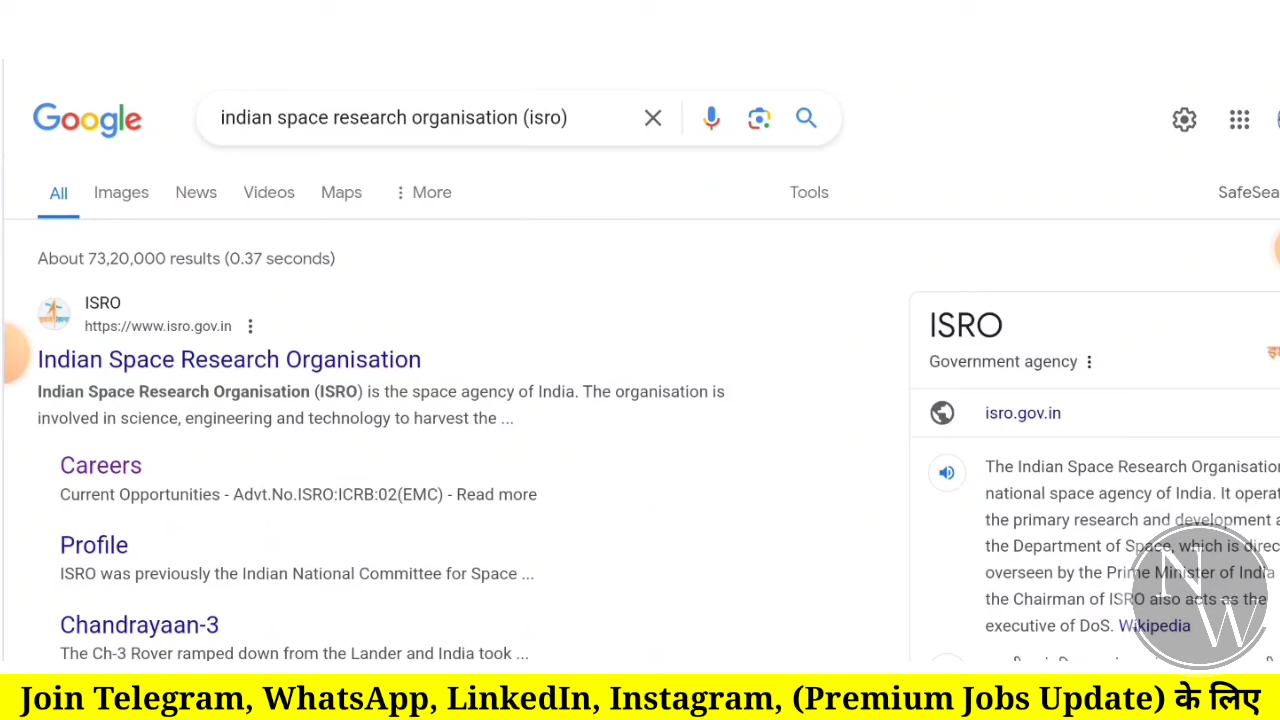 Google
indian space research organisation (isro)
All Images News Videos Maps More Tools SafeSea
About 73,20,000 results (0.37 seconds)
ISRO
https://www.isro.gov.in
Indian Space Research Organisation
Indian Space Research Organisation (ISRO) is the space agency of India. The organisation is
involved in science, engineering and technology to harvest the ...
Careers
Current Opportunities - Advt.No.ISRO:ICRB:02(EMC) - Read more
Profile
ISRO was previously the Indian National Committee for Space ...
Chandrayaan-3
The Ch-3 Rover ramped down from the Lander and India took ...
ISRO
Government agency
isro.gov.in
The Indian Space Research Organisation
national space agency of India. It operat
the primary research and development a
the Department of Space, which is direc
overseen by the Prime Minister of India
the Chairman of ISRO also acts as the
executive of DoS. Wikipedia
N W
Join Telegram, WhatsApp, LinkedIn, Instagram, (Premium Jobs Update) के लिए